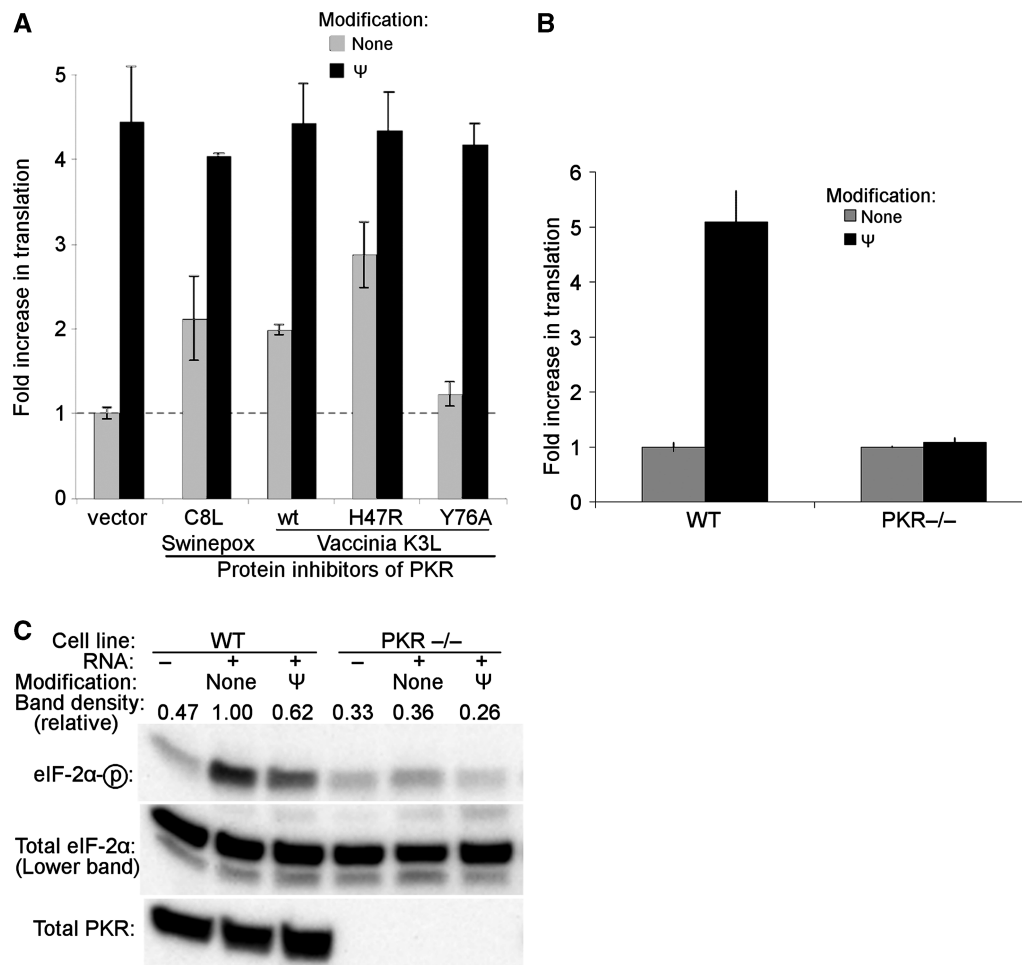 A
Modification:
None
Ψ
Fold increase in translation
5
4
3
2
1
0
vector
C8L
wt
H47R
Y76A
Swinepox
Vaccinia K3L
Protein inhibitors of PKR
B
Modification:
None
Ψ
Fold increase in translation
6
5
4
3
2
1
0
WT
PKR–/–
C
Cell line: WT PKR –/–
RNA: – + + – + +
Modification: None Ψ None Ψ
Band density: 0.47 1.00 0.62 0.33 0.36 0.26
(relative)
eIF-2α-ⓟ:
Total eIF-2α:
(Lower band)
Total PKR: